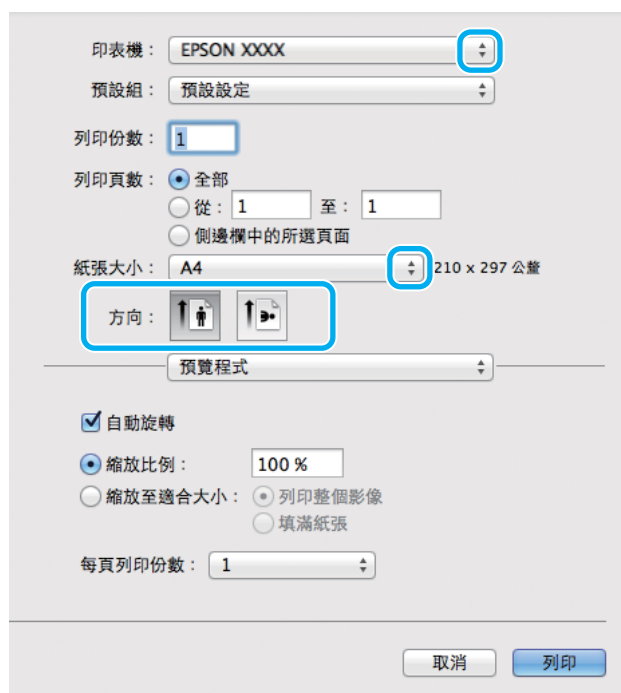 印表機： EPSON XXXX
預設組： 預設設定
列印份數： 1
列印頁數： 全部
從： 1 至： 1
側邊欄中的所選頁面
紙張大小： A4 210 x 297 公釐
方向：
預覽程式
自動旋轉
縮放比例： 100 %
縮放至適合大小： 列印整個影像
填滿紙張
每頁列印份數： 1
取消 列印